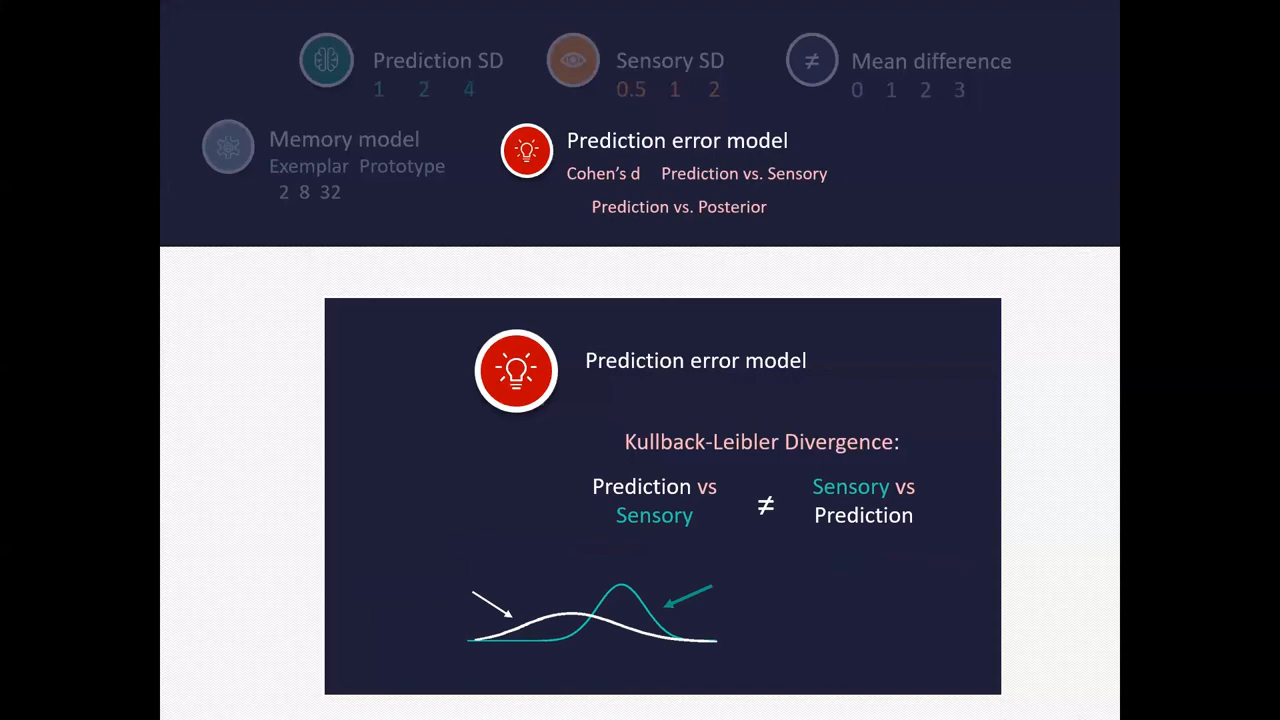 Prediction SD
1 2 4
Sensory SD
0.5 1 2
≠
Mean difference
0 1 2 3
Memory model
Exemplar Prototype
2 8 32
Prediction error model
Cohen's d Prediction vs. Sensory
Prediction vs. Posterior
Prediction error model
Kullback-Leibler Divergence:
Prediction vs
Sensory
≠
Sensory vs
Prediction